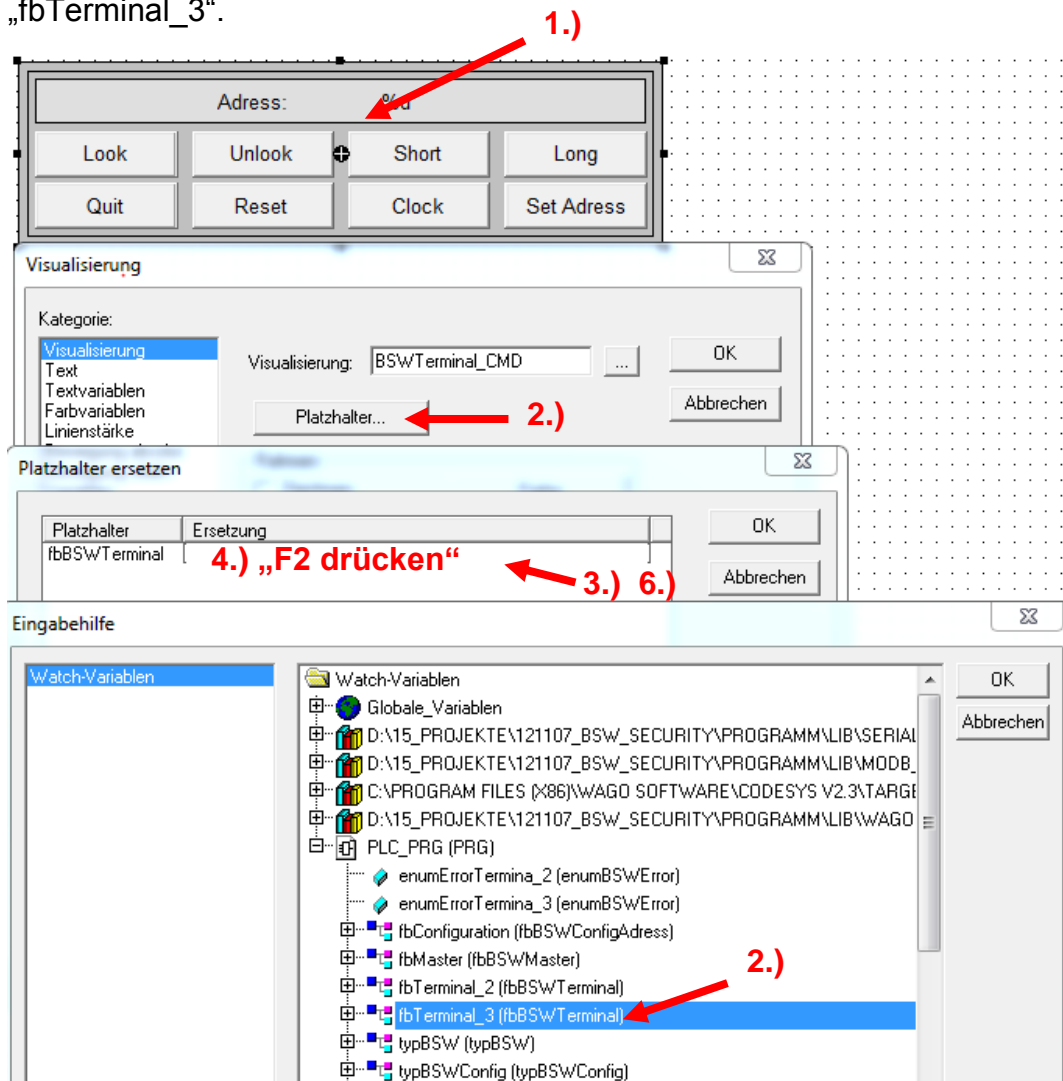 „fbTerminal_3“.
1.)
Adress: %d
Look Unlook Short Long
Quit Reset Clock Set Adress
Visualisierung
Kategorie:
Visualisierung
Text
Textvariablen
Farbvariablen
Linienstärke
Visualisierung: BSWTerminal_CMD ... OK
Platzhalter... 2.) Abbrechen
Platzhalter ersetzen
Platzhalter Ersetzung OK
fbBSWTerminal 4.) „F2 drücken“
3.) 6.) Abbrechen
Eingabehilfe
Watch-Variablen
Watch-Variablen OK
Globale_Variablen
Abbrechen
D:\15_PROJEKTE\121107_BSW_SECURITY\PROGRAMM\LIB\SERIAL
D:\15_PROJEKTE\121107_BSW_SECURITY\PROGRAMM\LIB\MODB_
C:\PROGRAM FILES (X86)\WAGO SOFTWARE\CODESYS V2.3\TARGE
D:\15_PROJEKTE\121107_BSW_SECURITY\PROGRAMM\LIB\WAGO
PLC_PRG (PRG)
enumErrorTermina_2 (enumBSWError)
enumErrorTermina_3 (enumBSWError)
fbConfiguration (fbBSWConfigAdress)
fbMaster (fbBSWMaster)
2.)
fbTerminal_2 (fbBSWTerminal)
fbTerminal_3 (fbBSWTerminal)
typBSW (typBSW)
typBSWConfig (typBSWConfig)